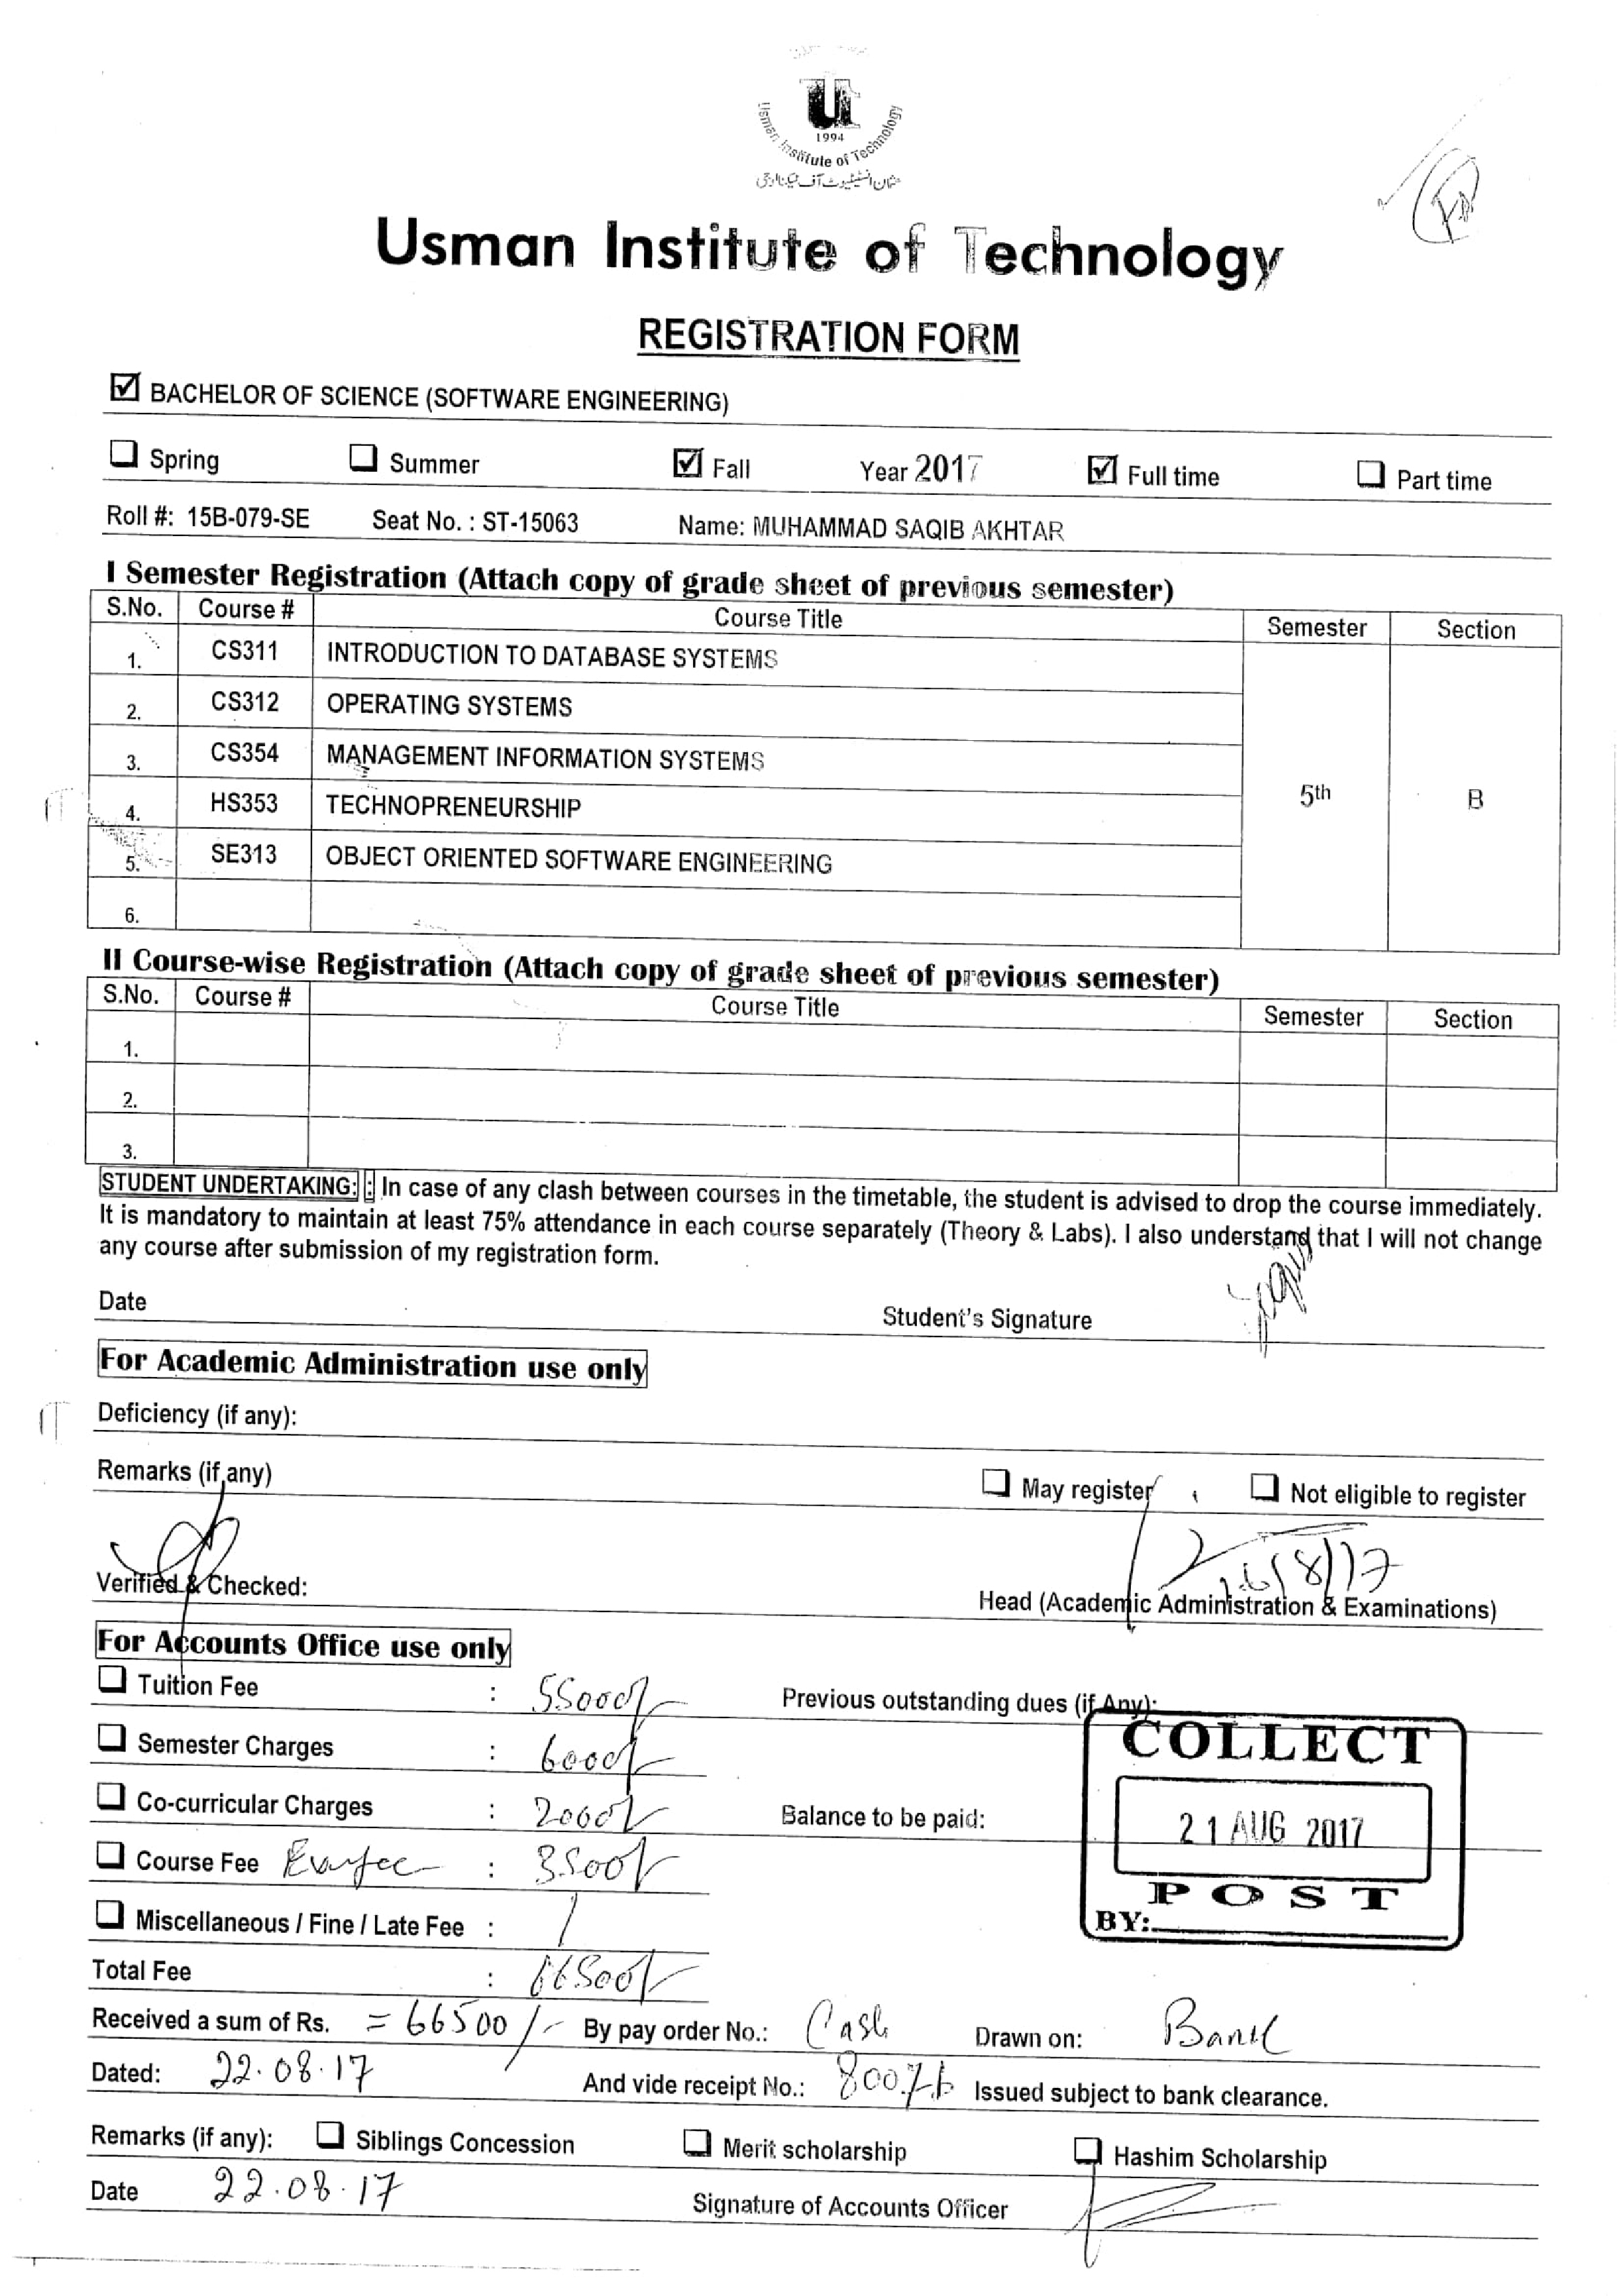 1994
Usman Institute of Technology
عثمان انسٹیٹیوٹ آف ٹیکنالوجی
Usman Institute of Technology
REGISTRATION FORM
BACHELOR OF SCIENCE (SOFTWARE ENGINEERING)
Spring Summer Fall Year 2017 Full time Part time
Roll #: 15B-079-SE Seat No. : ST-15063 Name: MUHAMMAD SAQIB AKHTAR
I Semester Registration (Attach copy of grade sheet of previous semester)
S.No. Course # Course Title Semester Section
1. CS311 INTRODUCTION TO DATABASE SYSTEMS
2. CS312 OPERATING SYSTEMS
3. CS354 MANAGEMENT INFORMATION SYSTEMS
4. HS353 TECHNOPRENEURSHIP 5th B
5. SE313 OBJECT ORIENTED SOFTWARE ENGINEERING
6.
II Course-wise Registration (Attach copy of grade sheet of previous semester)
S.No. Course # Course Title Semester Section
1.
2.
3.
STUDENT UNDERTAKING: : In case of any clash between courses in the timetable, the student is advised to drop the course immediately.
It is mandatory to maintain at least 75% attendance in each course separately (Theory & Labs). I also understand that I will not change
any course after submission of my registration form.
Date Student's Signature
For Academic Administration use only
Deficiency (if any):
Remarks (if any) May register Not eligible to register
Verified & Checked: Head (Academic Administration & Examinations)
For Accounts Office use only
Tuition Fee : 55000/- Previous outstanding dues (if Any):
COLLECT
Semester Charges : 6000/-
Co-curricular Charges : 2000/- Balance to be paid:
21 AUG 2017
Course Fee Exam fee : 3500/-
POST
BY:
Miscellaneous / Fine / Late Fee :
Total Fee : 66500/-
Received a sum of Rs. = 66500/- By pay order No.: Cash Drawn on: Bank
Dated: 22.08.17 And vide receipt No.: Issued subject to bank clearance.
Remarks (if any): Siblings Concession Merit scholarship Hashim Scholarship
Date 22.08.17 Signature of Accounts Officer